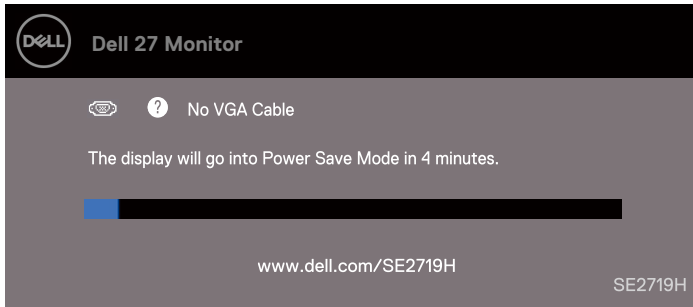 DELL
Dell 27 Monitor
? No VGA Cable
The display will go into Power Save Mode in 4 minutes.
www.dell.com/SE2719H
SE2719H